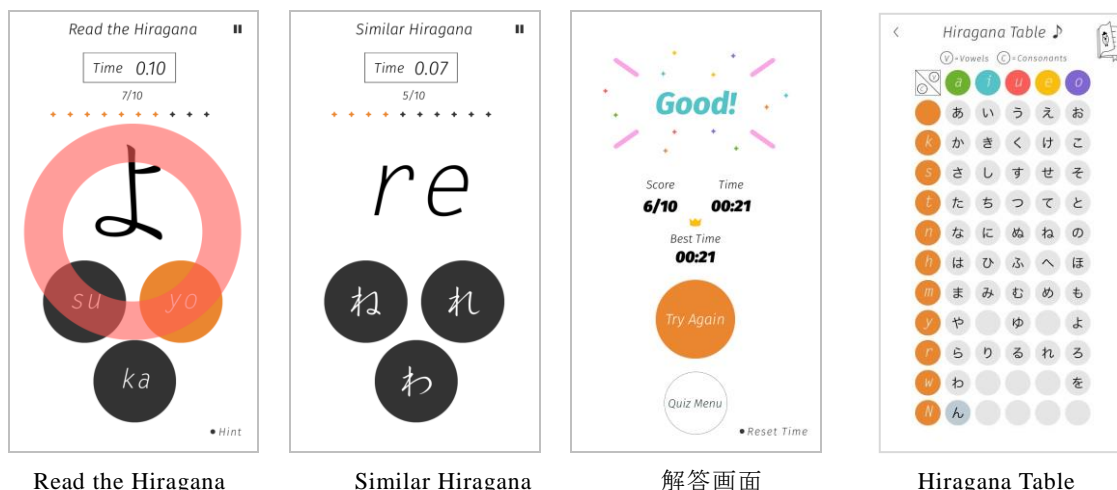 Read the Hiragana
Time 0.10
7/10
よ
su
yo
ka
Hint
Read the Hiragana
Similar Hiragana
Time 0.07
5/10
re
ね
れ
わ
Similar Hiragana
Good!
Score Time
6/10 00:21
Best Time
00:21
Try Again
Quiz Menu
Reset Time
解答画面
Hiragana Table
V=Vowels C=Consonants
V C a i u e o
あ い う え お
k か き く け こ
s さ し す せ そ
t た ち つ て と
n な に ぬ ね の
h は ひ ふ へ ほ
m ま み む め も
y や ゆ よ
r ら り る れ ろ
w わ を
N ん
Hiragana Table